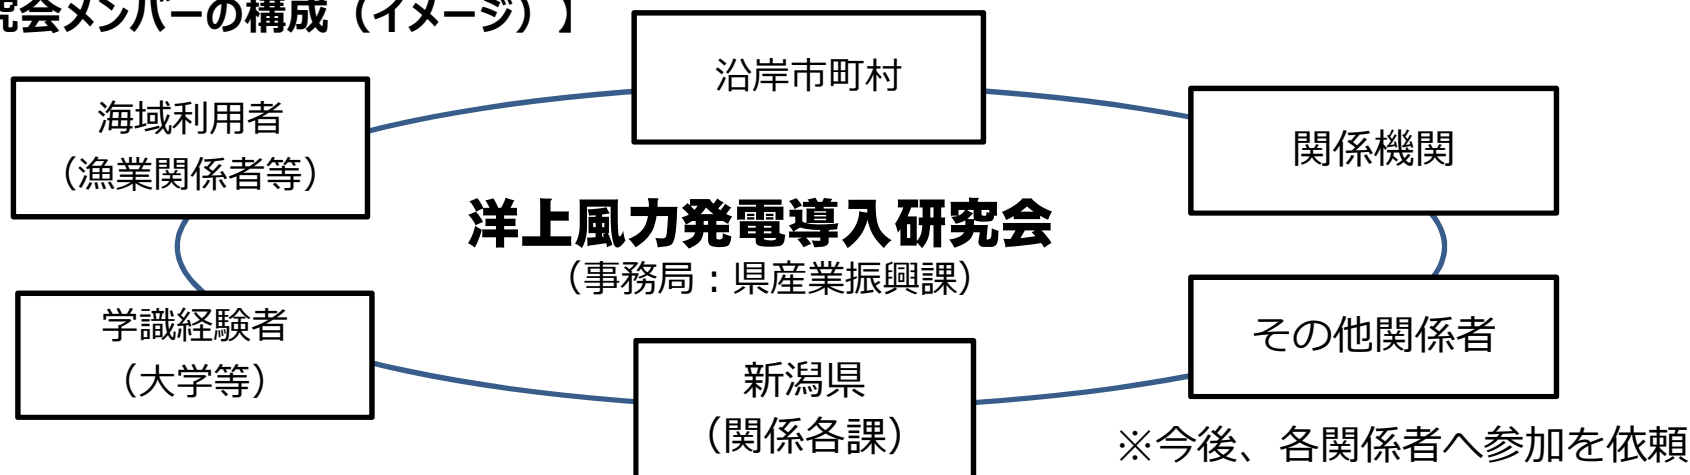 究会メンバーの構成（イメージ）】
沿岸市町村
海域利用者
（漁業関係者等）
関係機関
洋上風力発電導入研究会
（事務局：県産業振興課）
学識経験者
（大学等）
その他関係者
新潟県
（関係各課）
※今後、各関係者へ参加を依頼